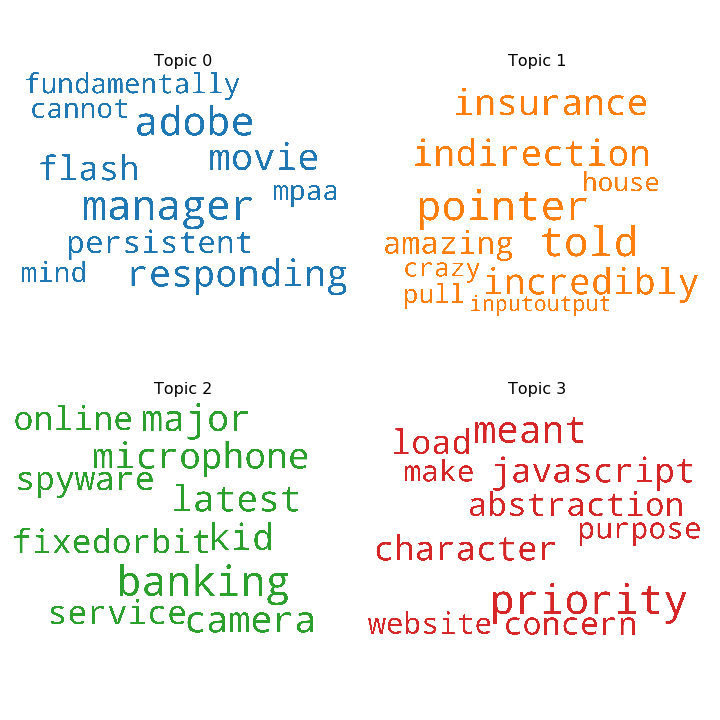 Topic 0
fundamentally
cannot
adobe
movie
flash
mpaa
manager
persistent
mind
responding
Topic 1
insurance
indirection
house
pointer
told
amazing
crazy
incredibly
pull
inputoutput
Topic 2
online major
microphone
spyware
latest
fixedorbit
kid
banking
service
camera
Topic 3
meant
load
make
javascript
abstraction
purpose
character
priority
website
concern